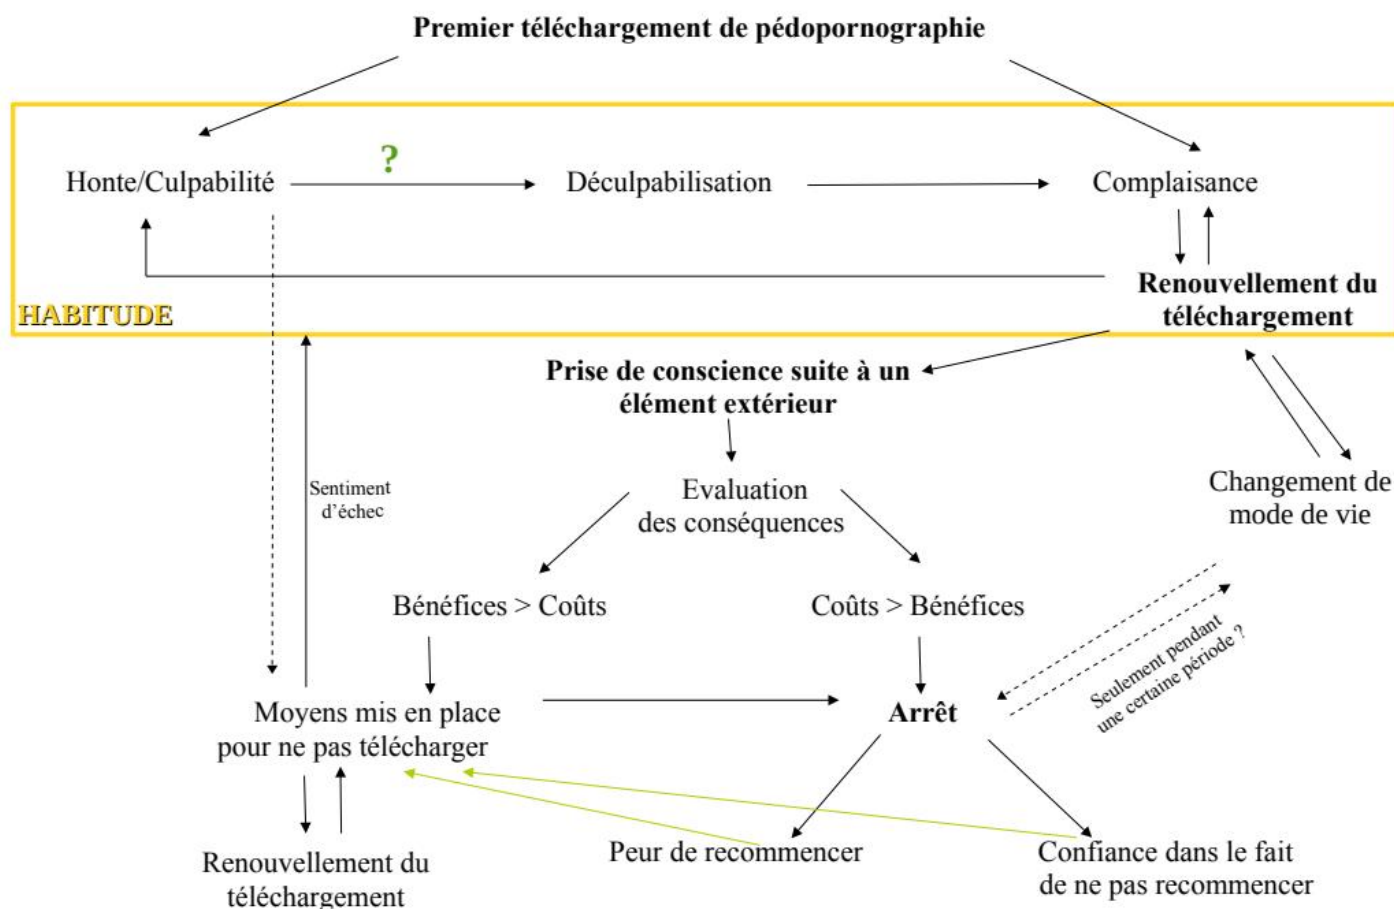 Premier téléchargement de pédopornographie
?
Honte/Culpabilité
Déculpabilisation
Complaisance
Renouvellement du
téléchargement
HABITUDE
Prise de conscience suite à un
élément extérieur
Sentiment
d'échec
Evaluation
des conséquences
Changement de
mode de vie
Bénéfices > Coûts
Coûts > Bénéfices
Seulement pendant
une certaine période ?
Moyens mis en place
pour ne pas télécharger
Arrêt
Peur de recommencer
Confiance dans le fait
de ne pas recommencer
Renouvellement du
téléchargement